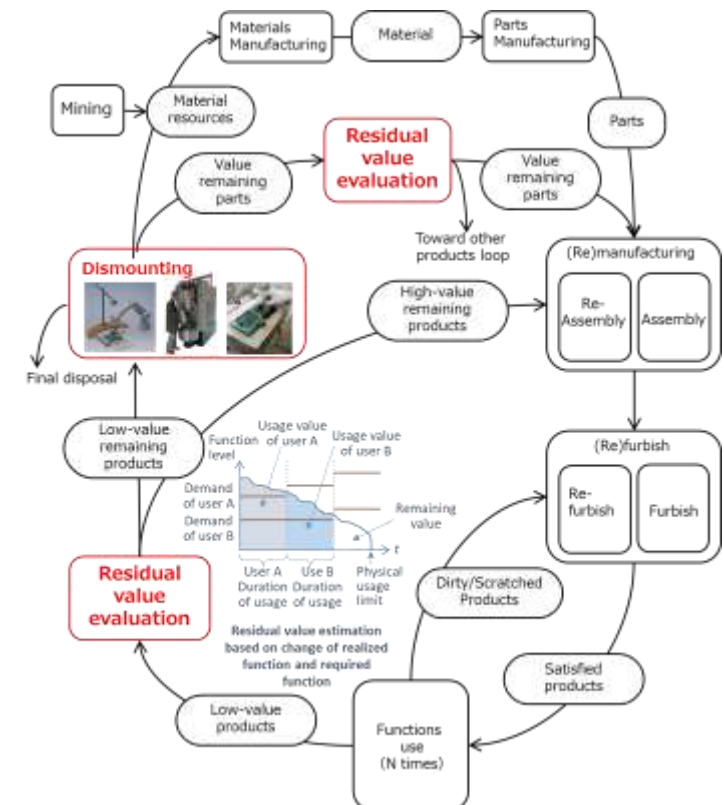 Materials
Manufacturing
Material
Parts
Manufacturing
Mining
Material
resources
Parts
Residual
value
evaluation
Value
remaining
parts
Value
remaining
parts
Toward other
products loop
Dismounting
(Re)manufacturing
Re-
Assembly
Assembly
High-value
remaining
products
Final disposal
Low-value
remaining
products
Usage value
of user A
Function
level
Usage value
of user B
Demand
of user A
Demand
of user B
Remaining
value
t
User A
Duration
of usage
Use B
Duration
of usage
Physical
usage
limit
Residual value estimation
based on change of realized
function and required
function
(Re)furbish
Re-
furbish
Furbish
Residual
value
evaluation
Dirty/Scratched
Products
Satisfied
products
Low-value
products
Functions
use
(N times)